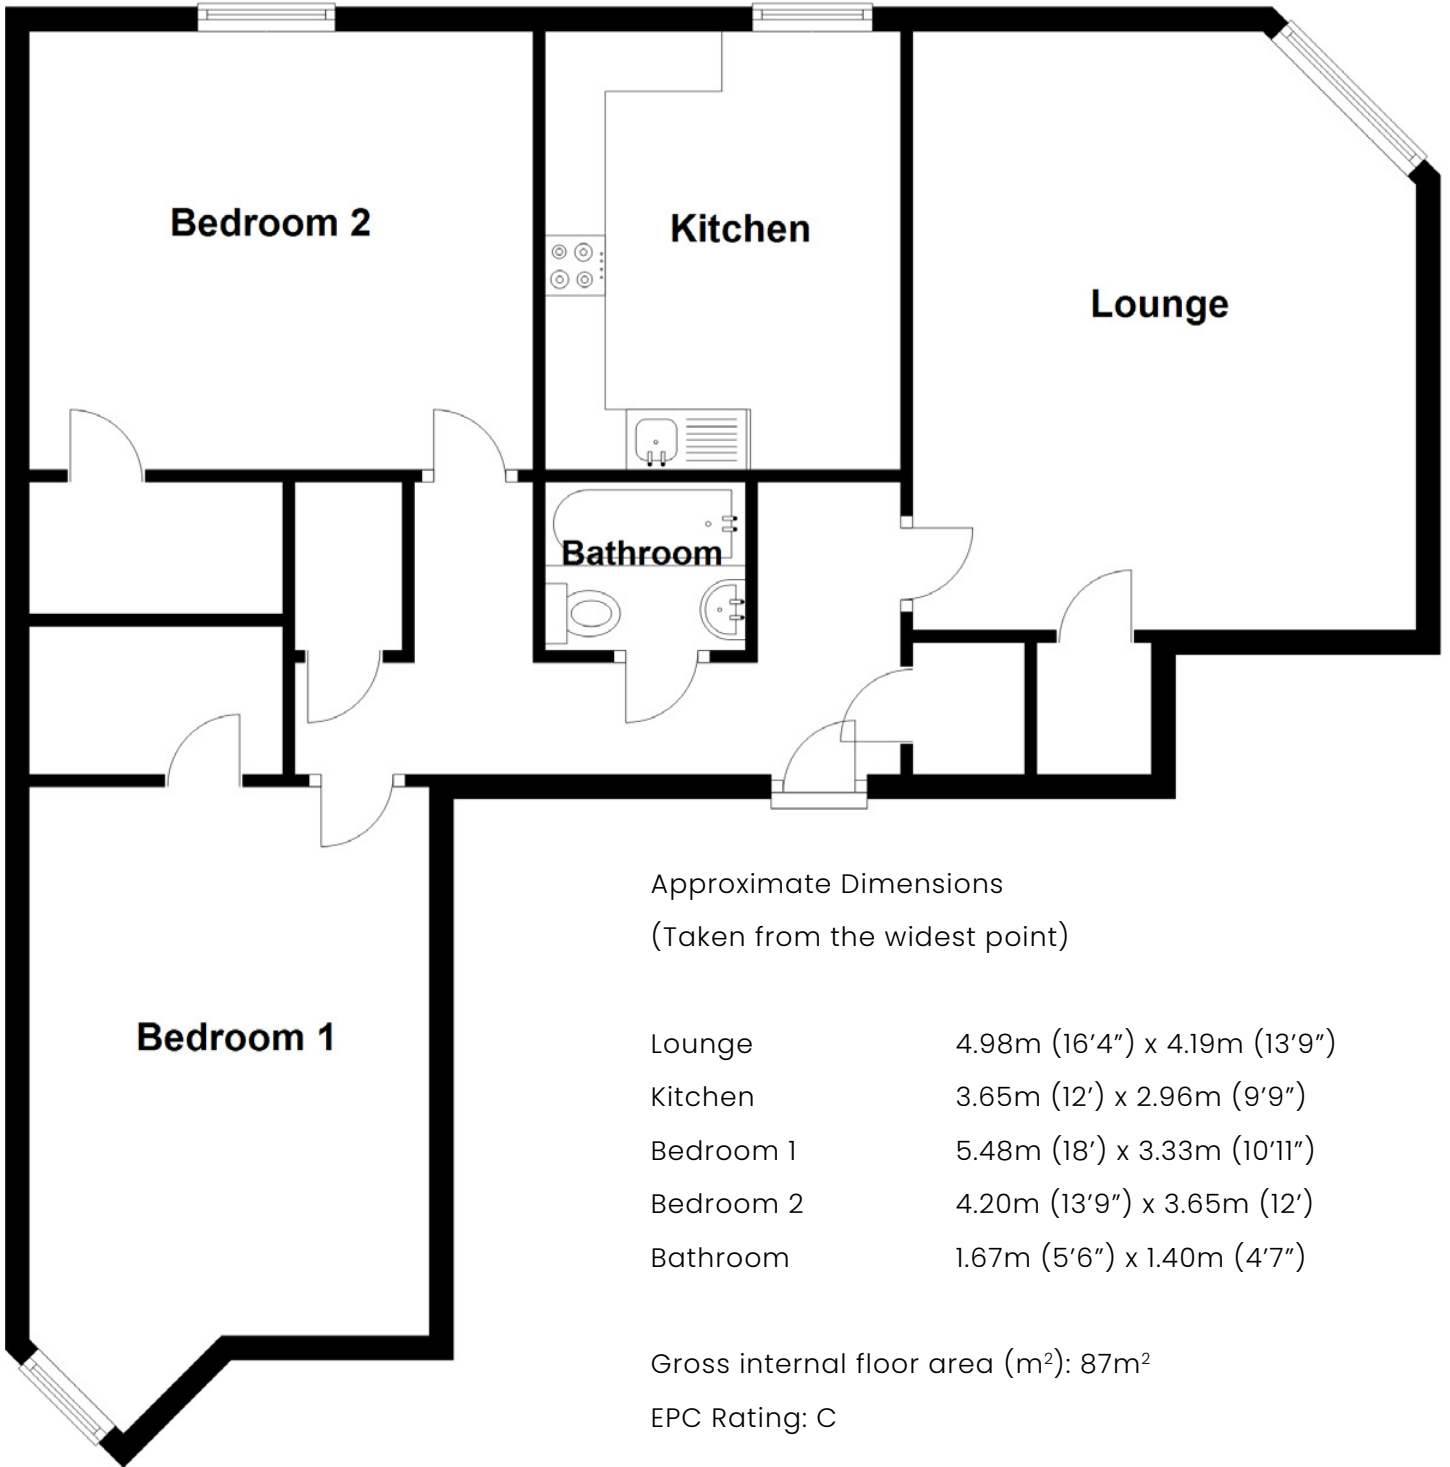 Bedroom 2
Kitchen
Lounge
Bathroom
Bedroom 1
Approximate Dimensions
(Taken from the widest point)
Lounge 4.98m (16’4”) x 4.19m (13’9”)
Kitchen 3.65m (12’) x 2.96m (9’9”)
Bedroom 1 5.48m (18’) x 3.33m (10’11”)
Bedroom 2 4.20m (13’9”) x 3.65m (12’)
Bathroom 1.67m (5’6”) x 1.40m (4’7”)
Gross internal floor area (m²): 87m²
EPC Rating: C